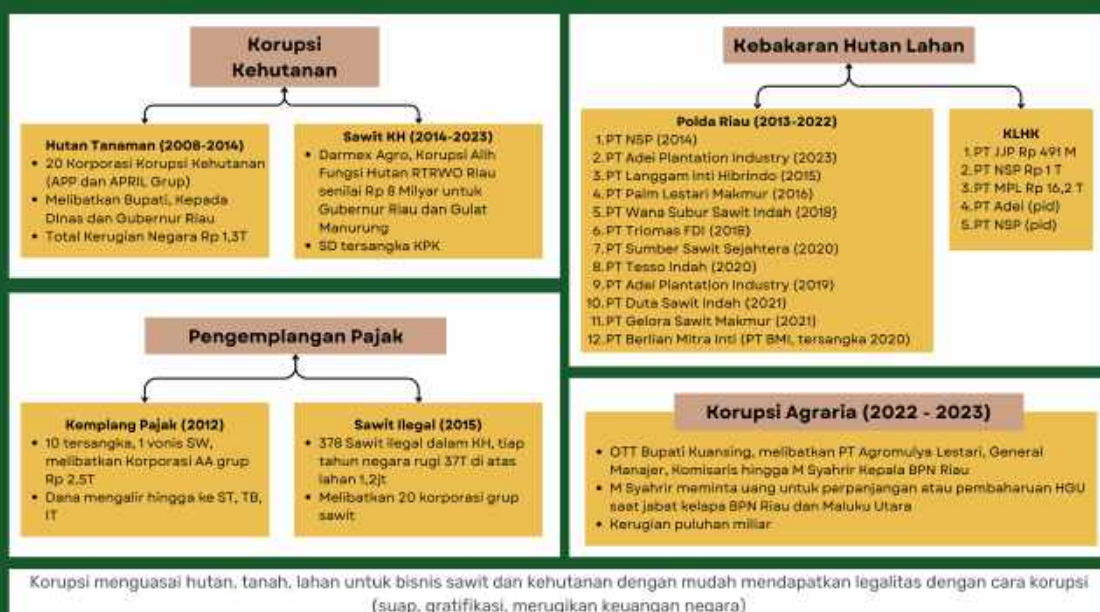 Korupsi
Kehutanan
Hutan Tanaman (2008-2014)
• 20 Korporasi Korupsi Kehutanan
(APP dan APRIL Grup)
• Melibatkan Bupati, Kepada
Dinas dan Gubernur Riau
• Total Kerugian Negara Rp 1,3T
Sawit KH (2014-2023)
• Darmex Agro, Korupsi Alih
Fungsi Hutan RTRWO Riau
senilai Rp 8 Milyar untuk
Gubernur Riau dan Gulat
Manurung
• SD tersangka KPK
Pengemplangan Pajak
Kemplang Pajak (2012)
• 10 tersangka, 1 vonis SW,
melibatkan Korporasi AA grup
Rp 2,5T
• Dana mengalir hingga ke ST, TB,
IT
Sawit Ilegal (2015)
• 378 Sawit ilegal dalam KH, tiap
tahun negara rugi 37T di atas
lahan 1,2jt
• Melibatkan 20 korporasi grup
sawit
Kebakaran Hutan Lahan
Polda Riau (2013-2022)
1. PT NSP (2014)
2. PT Adei Plantation Industry (2023)
3. PT Langgam Inti Hibrindo (2015)
4. PT Palm Lestari Makmur (2016)
5. PT Wana Subur Sawit Indah (2018)
6. PT Triomas FDI (2018)
7. PT Sumber Sawit Sejahtera (2020)
8. PT Tesso Indah (2020)
9. PT Adei Plantation Industry (2019)
10. PT Duta Sawit Indah (2021)
11. PT Gelora Sawit Makmur (2021)
12. PT Berlian Mitra Inti (PT BMI, tersangka 2020)
KLHK
1. PT JJP Rp 491 M
2. PT NSP Rp 1 T
3. PT MPL Rp 16,2 T
4. PT Adei (pid)
5. PT NSP (pid)
Korupsi Agraria (2022 - 2023)
• OTT Bupati Kuansing, melibatkan PT Agromulya Lestari, General
Manajer, Komisaris hingga M Syahrir Kepala BPN Riau
• M Syahrir meminta uang untuk perpanjangan atau pembaharuan HGU
saat jabat kelapa BPN Riau dan Maluku Utara
• Kerugian puluhan miliar
Korupsi menguasai hutan, tanah, lahan untuk bisnis sawit dan kehutanan dengan mudah mendapatkan legalitas dengan cara korupsi
(suap, gratifikasi, merugikan keuangan negara)